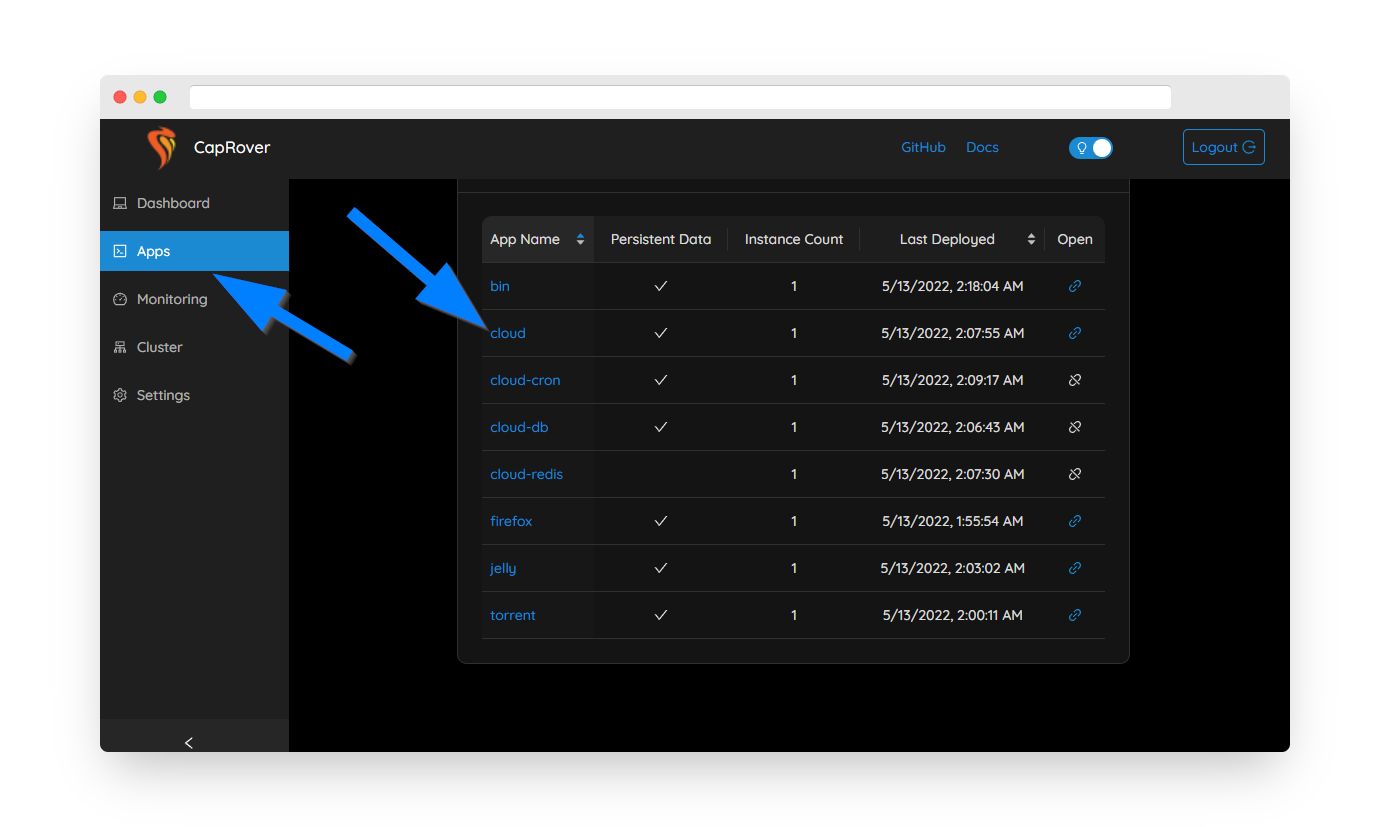 CapRover
GitHub Docs
Logout
Dashboard
Apps
Monitoring
Cluster
Settings
App Name Persistent Data Instance Count Last Deployed Open
bin 1 5/13/2022, 2:18:04 AM
cloud 1 5/13/2022, 2:07:55 AM
cloud-cron 1 5/13/2022, 2:09:17 AM
cloud-db 1 5/13/2022, 2:06:43 AM
cloud-redis 1 5/13/2022, 2:07:30 AM
firefox 1 5/13/2022, 1:55:54 AM
jelly 1 5/13/2022, 2:03:02 AM
torrent 1 5/13/2022, 2:00:11 AM